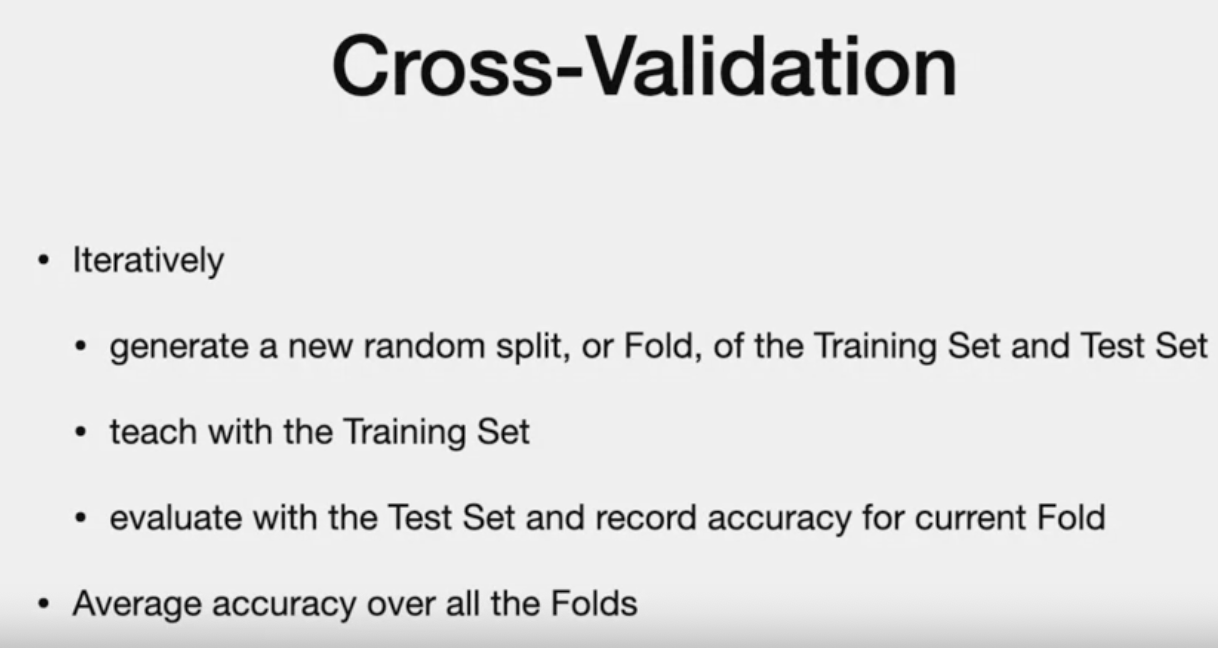 Cross-Validation
• Iteratively
• generate a new random split, or Fold, of the Training Set and Test Set
• teach with the Training Set
• evaluate with the Test Set and record accuracy for current Fold
• Average accuracy over all the Folds